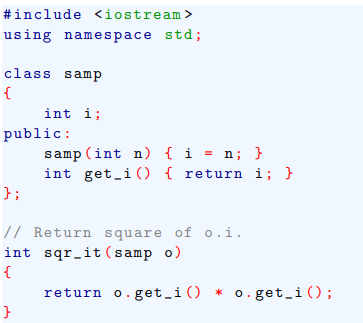 #include <iostream>
using namespace std;

class samp
{
    int i;
public:
    samp(int n) { i = n; }
    int get_i() { return i; }
};

// Return square of o.i.
int sqr_it(samp o)
{
    return o.get_i() * o.get_i();
}